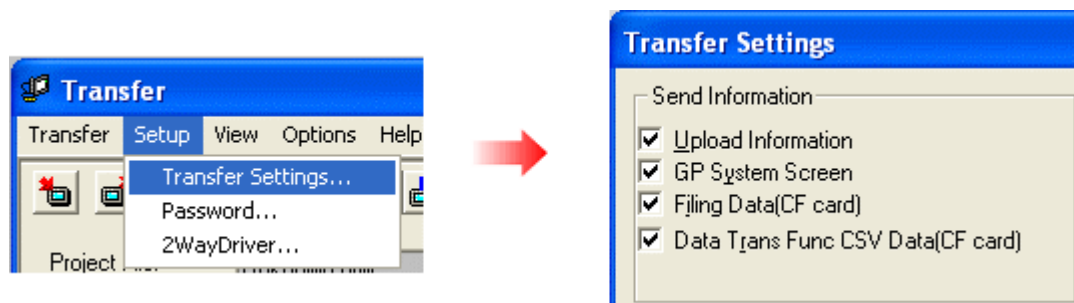 Transfer
Transfer Setup View Options Help
Transfer Settings...
Password...
2WayDriver...
Project
Transfer Settings
Send Information
Upload Information
GP System Screen
Filing Data(CF card)
Data Trans Func CSV Data(CF card)